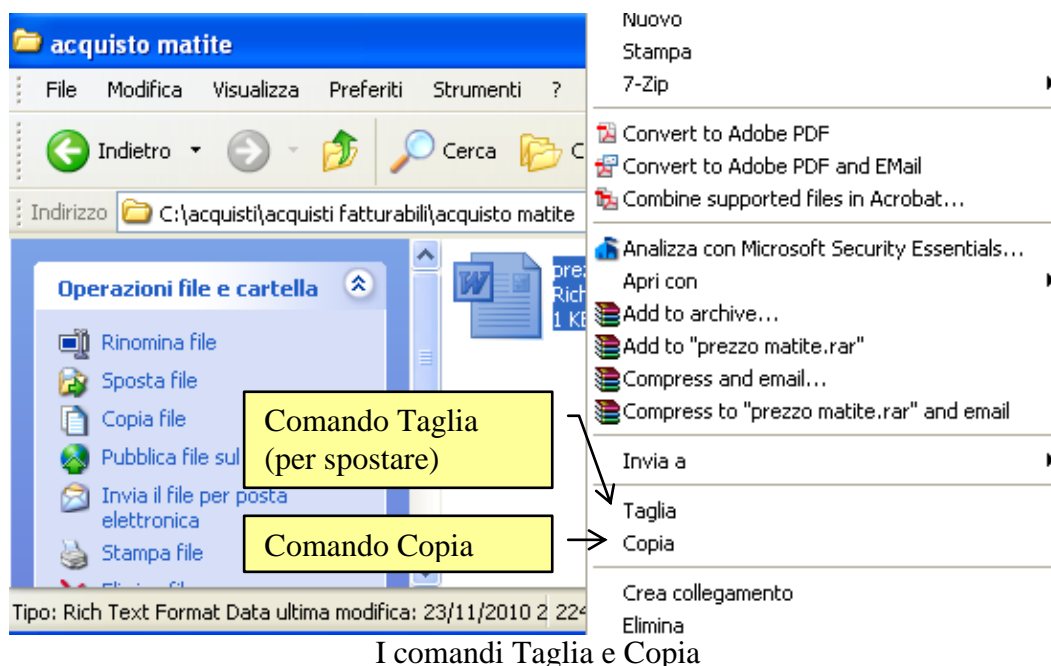 acquisto matite
File Modifica Visualizza Preferiti Strumenti ?
Indietro Cerca C
Indirizzo C:\acquisti\acquisti fatturabili\acquisto matite
Operazioni file e cartella
Rinomina file
Sposta file
Copia file
Pubblica file sul
Invia il file per posta
elettronica
Stampa file
W
Rich
1 KB
Tipo: Rich Text Format Data ultima modifica: 23/11/2010 2 224
Comando Taglia
(per spostare)
Comando Copia
Nuovo
Stampa
7-Zip
Convert to Adobe PDF
Convert to Adobe PDF and EMail
Combine supported files in Acrobat...
Analizza con Microsoft Security Essentials...
Apri con
Add to archive...
Add to "prezzo matite.rar"
Compress and email...
Compress to "prezzo matite.rar" and email
Invia a
Taglia
Copia
Crea collegamento
Elimina
I comandi Taglia e Copia